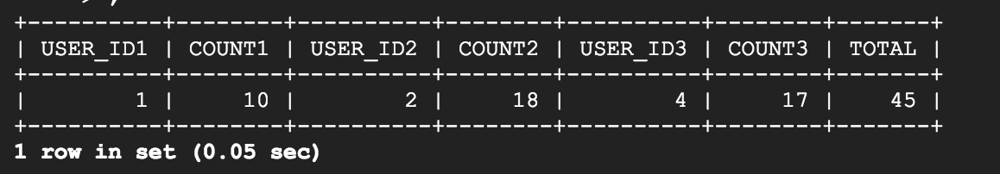 +----------+--------+----------+--------+----------+--------+-------+
| USER_ID1 | COUNT1 | USER_ID2 | COUNT2 | USER_ID3 | COUNT3 | TOTAL |
+----------+--------+----------+--------+----------+--------+-------+
|        1 |     10 |        2 |     18 |        4 |     17 |    45 |
+----------+--------+----------+--------+----------+--------+-------+
1 row in set (0.05 sec)